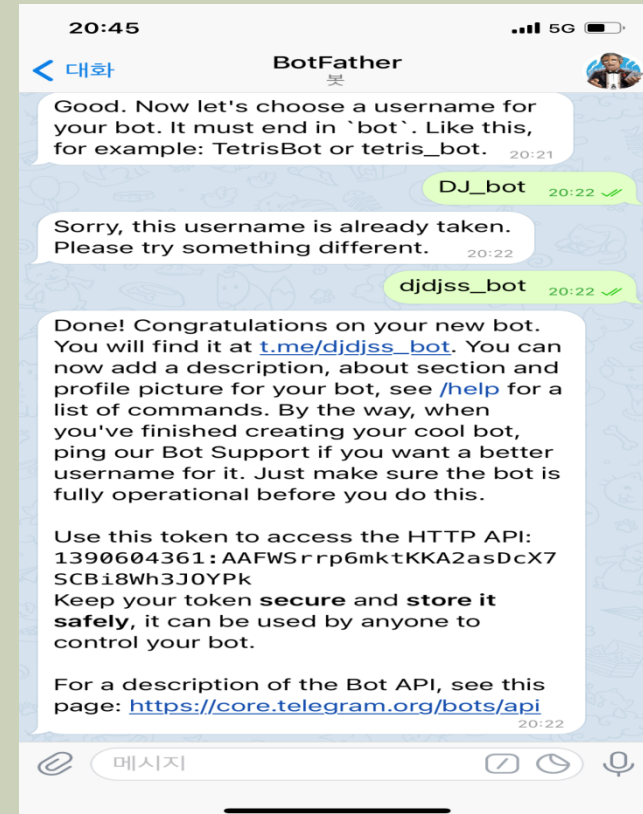 20:45
5G
대화
BotFather
봇
Good. Now let's choose a username for
your bot. It must end in `bot`. Like this,
for example: TetrisBot or tetris_bot. 20:21
DJ_bot 20:22
Sorry, this username is already taken.
Please try something different. 20:22
djdjss_bot 20:22
Done! Congratulations on your new bot.
You will find it at t.me/djdjss_bot. You can
now add a description, about section and
profile picture for your bot, see /help for a
list of commands. By the way, when
you've finished creating your cool bot,
ping our Bot Support if you want a better
username for it. Just make sure the bot is
fully operational before you do this.
Use this token to access the HTTP API:
1390604361:AAFWSrrp6mktKKA2asDcX7
SCBi8Wh3JOYPk
Keep your token secure and store it
safely, it can be used by anyone to
control your bot.
For a description of the Bot API, see this
page: https://core.telegram.org/bots/api
20:22
메시지